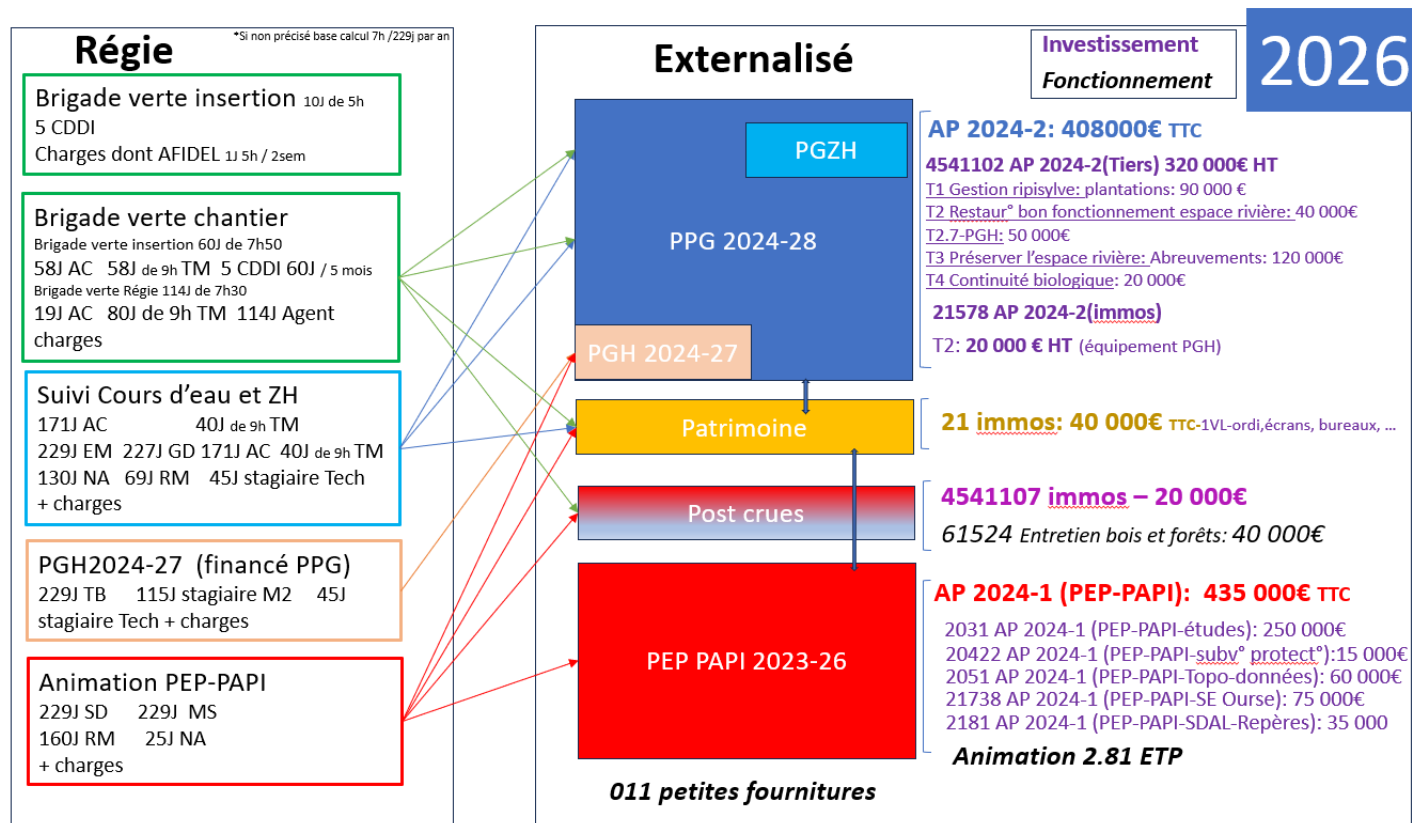 Régie
*Si non précisé base calcul 7h /229j par an
Brigade verte insertion 10J de 5h
5 CDDI
Charges dont AFIDEL 1J 5h / 2sem
Brigade verte chantier
Brigade verte insertion 60J de 7h50
58J AC 58J de 9h TM 5 CDDI 60J / 5 mois
Brigade verte Régie 114J de 7h30
19J AC 80J de 9h TM 114J Agent
charges
Suivi Cours d'eau et ZH
171J AC 40J de 9h TM
229J EM 227J GD 171J AC 40J de 9h TM
130J NA 69J RM 45J stagiaire Tech
+ charges
PGH2024-27 (financé PPG)
229J TB 115J stagiaire M2 45J
stagiaire Tech + charges
Animation PEP-PAPI
229J SD 229J MS
160J RM 25J NA
+ charges
Externalisé
Investissement
Fonctionnement
2026
PGZH
PPG 2024-28
PGH 2024-27
Patrimoine
Post crues
PEP PAPI 2023-26
011 petites fournitures
AP 2024-2: 408000€ TTC
4541102 AP 2024-2(Tiers) 320 000€ HT
T1 Gestion ripisylve: plantations: 90 000 €
T2 Restaur° bon fonctionnement espace rivière: 40 000€
T2.7-PGH: 50 000€
T3 Préserver l'espace rivière: Abreuvements: 120 000€
T4 Continuité biologique: 20 000€
21578 AP 2024-2(immos)
T2: 20 000 € HT (équipement PGH)
21 immos: 40 000€ TTC-1VL-ordi,écrans, bureaux, ...
4541107 immos – 20 000€
61524 Entretien bois et forêts: 40 000€
AP 2024-1 (PEP-PAPI): 435 000€ TTC
2031 AP 2024-1 (PEP-PAPI-études): 250 000€
20422 AP 2024-1 (PEP-PAPI-subv° protect°):15 000€
2051 AP 2024-1 (PEP-PAPI-Topo-données): 60 000€
21738 AP 2024-1 (PEP-PAPI-SE Ourse): 75 000€
2181 AP 2024-1 (PEP-PAPI-SDAL-Repères): 35 000
Animation 2.81 ETP